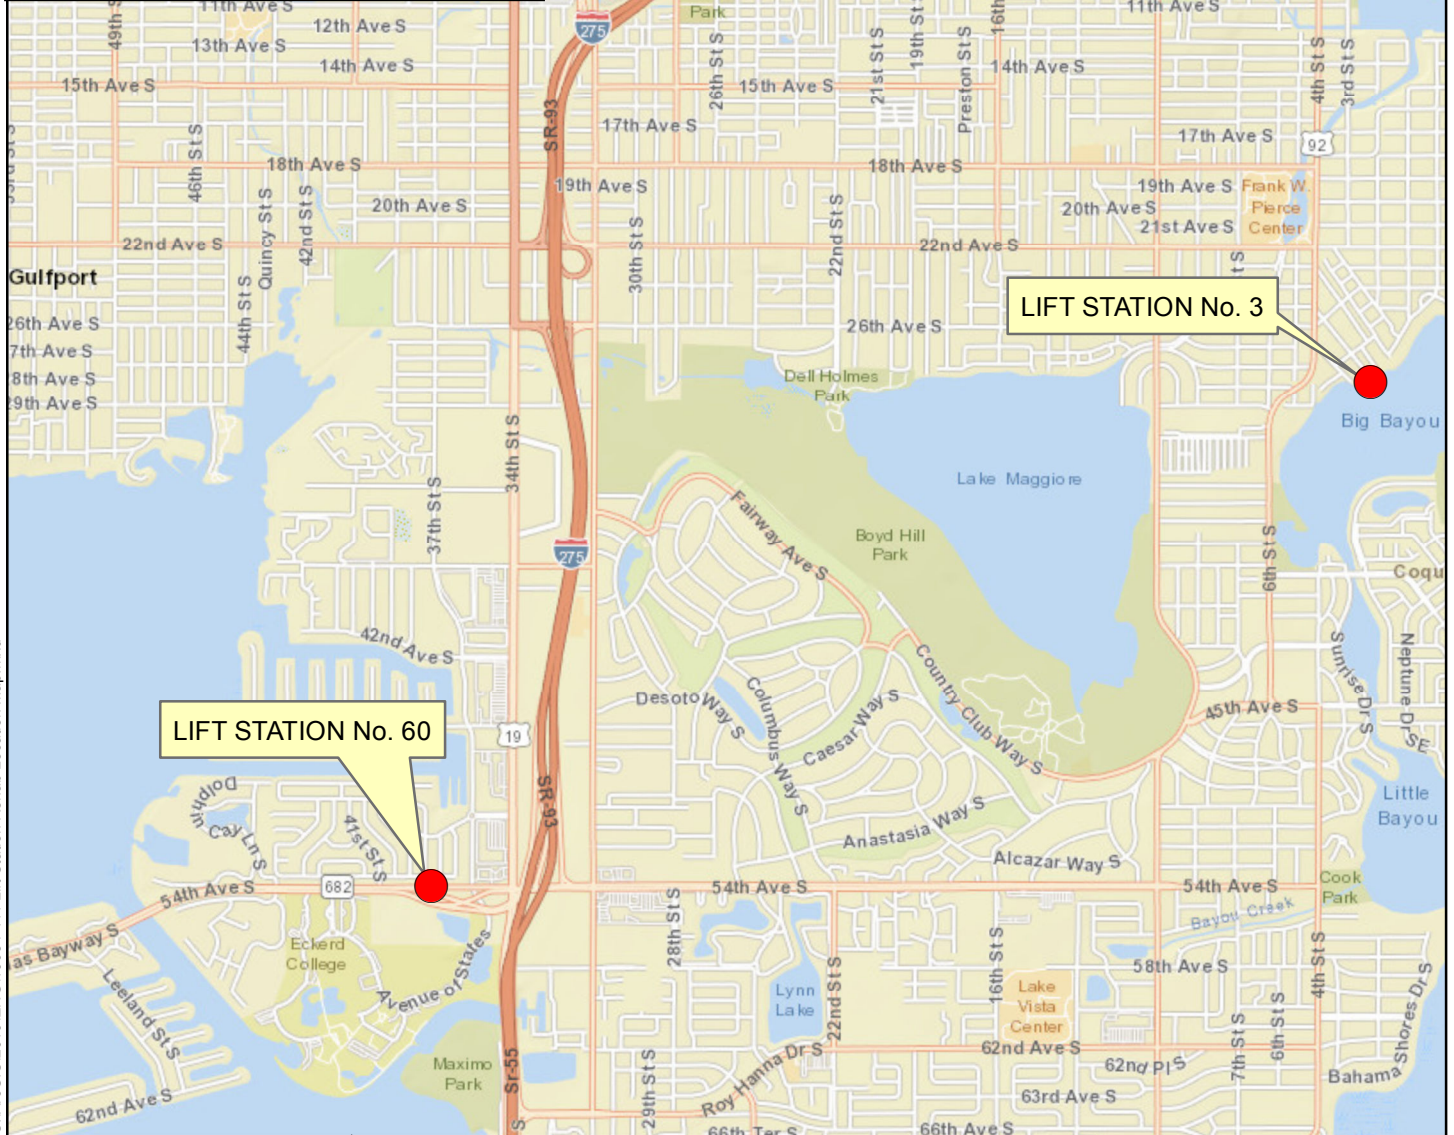 11th Ave S
Park
11th Ave S
49th S
12th Ave S
13th Ave S
14th Ave S
15th Ave S
275
26th St S
21st St S
19th St S
16th
Preston St S
14th Ave S
15th Ave S
4th St S
3rd St S
SR-93
17th Ave S
17th Ave S
92
46th St S
18th Ave S
18th Ave S
19th Ave S
19th Ave S
Frank W.
Pierce
Center
Quincy St S
42nd St S
20th Ave S
20th Ave S
21st Ave S
22nd Ave S
22nd St S
22nd Ave S
30th St S
t S
Gulfport
44th St S
LIFT STATION No. 3
26th Ave S
26th Ave S
7th Ave S
8th Ave S
29th Ave S
Dell Holmes
Park
Big Bayou
34th St S
37th St S
Lake Maggiore
Fairway Ave S
Boyd Hill
Park
275
6th St S
Coqu
42nd Ave S
Sunrise Dr S
Neptune Dr SE
Country Club Way S
Desoto Way S
Columbus Way S
Caesar Way S
45th Ave S
LIFT STATION No. 60
19
SR-93
Dolphin Cay Ln S
41st St S
Anastasia Way S
Alcazar Way S
Little
Bayou
54th Ave S
682
54th Ave S
54th Ave S
Cook
Park
Bayou Creek
as Bayway S
Eckerd
College
Avenue of States
28th St S
22nd St S
16th St S
58th Ave S
4th St S
Leeland St S
Lynn
Lake
Lake
Vista
Center
7th St S
6th St S
Bahama Shores Dr S
62nd Ave S
62nd Pl S
Maximo
Park
Sr-55
29th St S
Roy Hanna Dr S
63rd Ave S
62nd Ave S
S
66th Ter S
66th Ave S